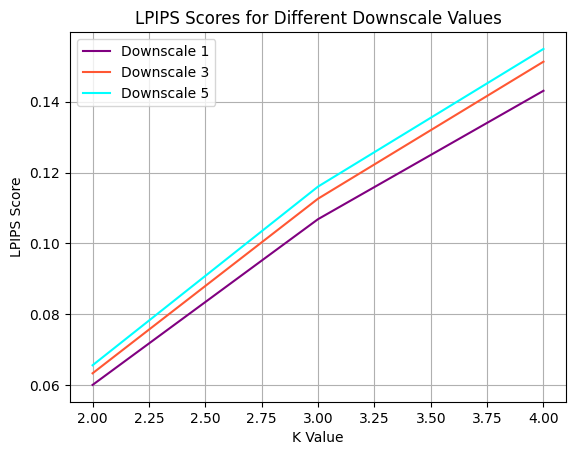 LPIPS Scores for Different Downscale Values
Downscale 1
Downscale 3
Downscale 5
LPIPS Score
0.14
0.12
0.10
0.08
0.06
2.00 2.25 2.50 2.75 3.00 3.25 3.50 3.75 4.00
K Value